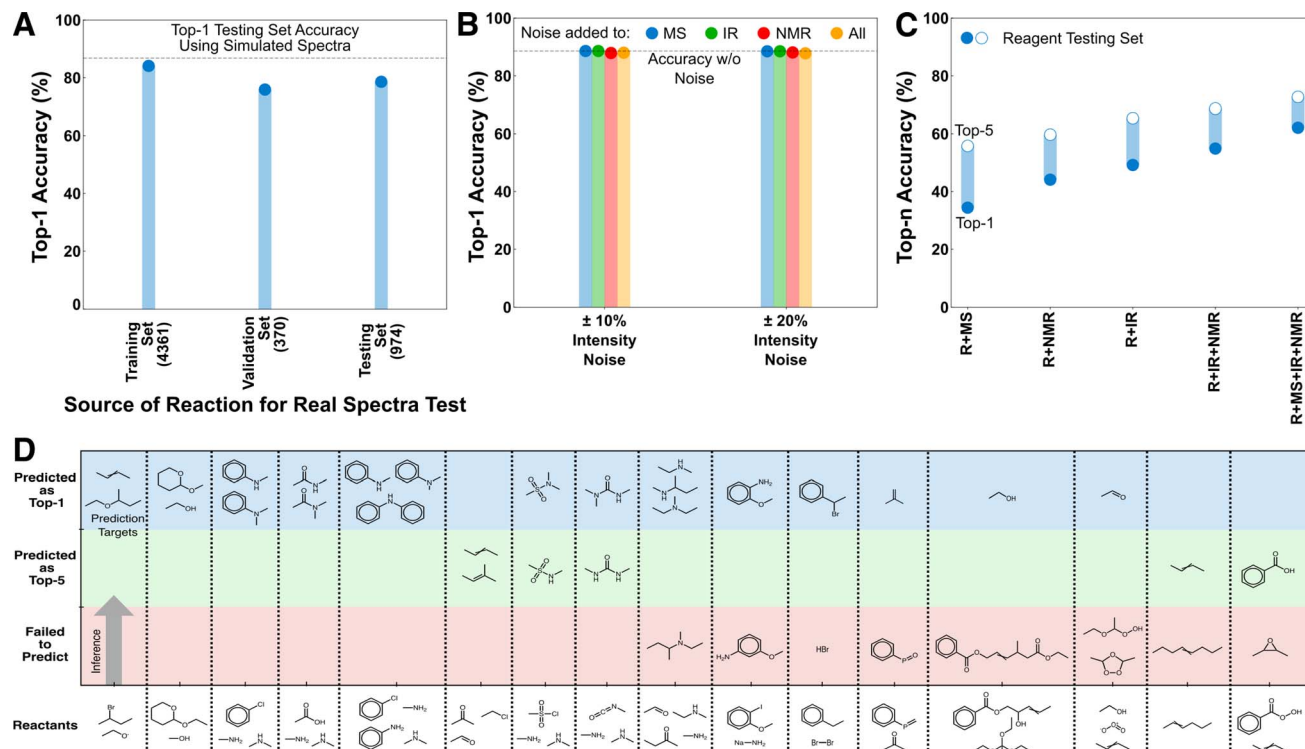 A
Top-1 Testing Set Accuracy
Using Simulated Spectra
Top-1 Accuracy (%)
100
80
60
40
20
0
Training
Set
(4361)
Validation
Set
(370)
Testing
Set
(974)
Source of Reaction for Real Spectra Test
B
Noise added to: MS IR NMR All
Accuracy w/o
Noise
Top-1 Accuracy (%)
100
80
60
40
20
0
± 10%
Intensity
Noise
± 20%
Intensity
Noise
C
Reagent Testing Set
Top-n Accuracy (%)
100
80
60
40
20
0
Top-5
Top-1
R+MS
R+NMR
R+IR
R+IR+NMR
R+MS+IR+NMR
D
Predicted
as
Top-1
Prediction
Targets
Predicted
as
Top-5
Failed
to
Predict
Inference
HBr
Reactants